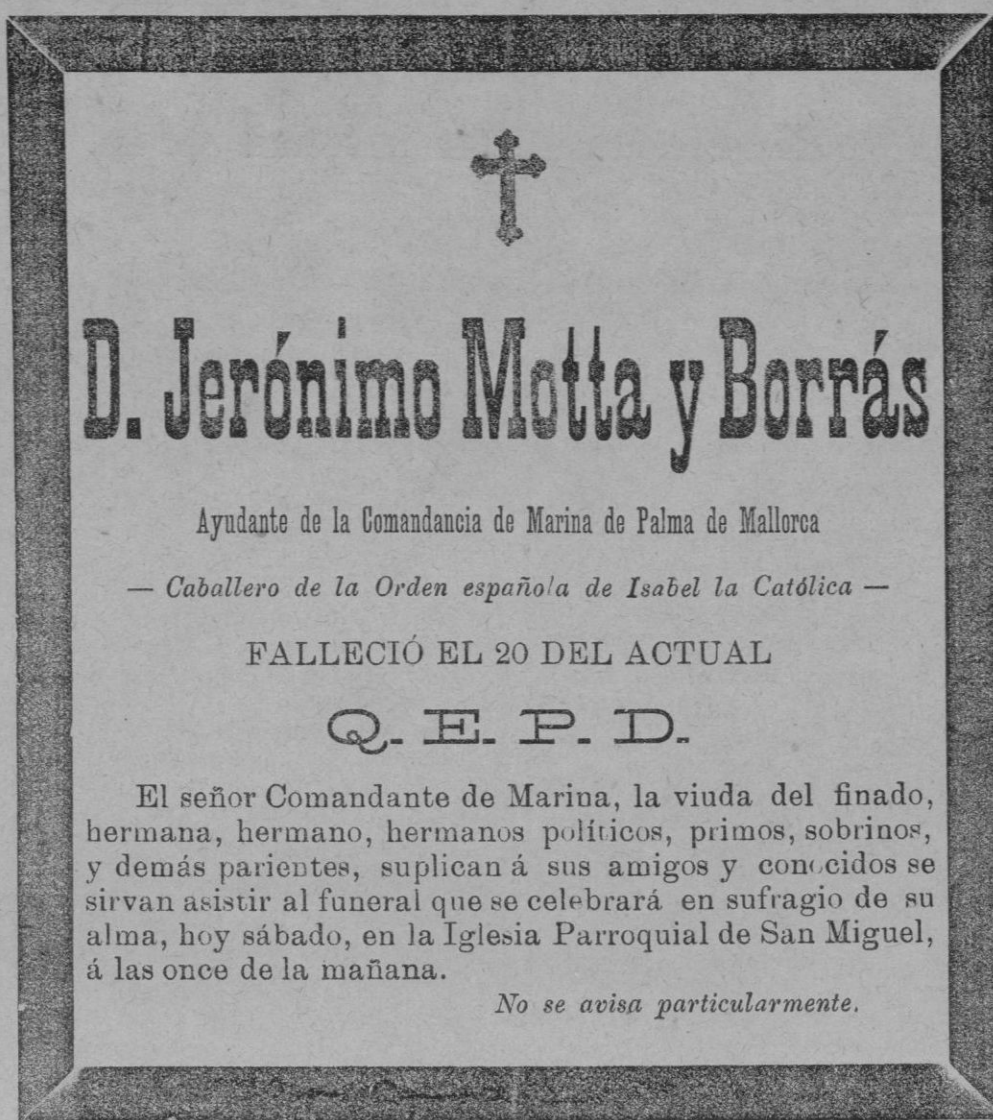 D. Jerónimo Motta y Borrás
Ayudante de la Comandancia de Marina de Palma de Mallorca
— Caballero de la Orden española de Isabel la Católica —
FALLECIÓ EL 20 DEL ACTUAL
Q. E. P. D.
El señor Comandante de Marina, la viuda del finado,
hermana, hermano, hermanos políticos, primos, sobrinos,
y demás parientes, suplican á sus amigos y conocidos se
sirvan asistir al funeral que se celebrará en sufragio de su
alma, hoy sábado, en la Iglesia Parroquial de San Miguel,
á las once de la mañana.
No se avisa particularmente.